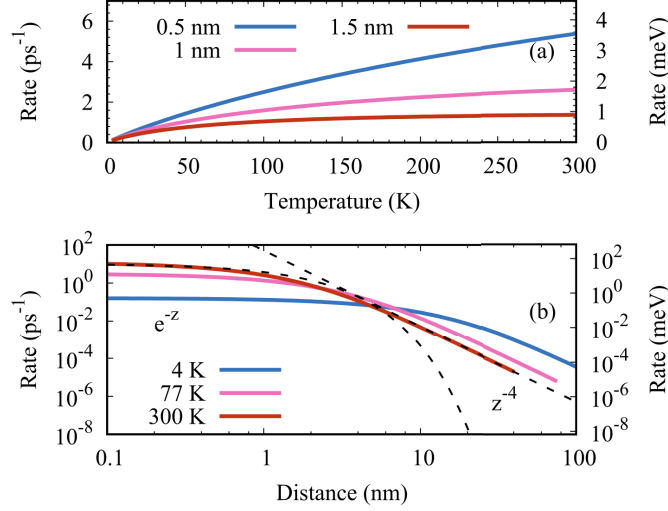 0.5 nm 1.5 nm
1 nm
(a)
Rate (ps⁻¹)
6
4
2
0
Rate (meV)
4
3
2
1
0
0 50 100 150 200 250 300
Temperature (K)
(b)
Rate (ps⁻¹)
10²
10⁰
10⁻²
10⁻⁴
10⁻⁶
10⁻⁸
Rate (meV)
10²
10⁰
10⁻²
10⁻⁴
10⁻⁶
10⁻⁸
e⁻ᶻ
4 K
77 K
300 K
z⁻⁴
0.1 1 10 100
Distance (nm)